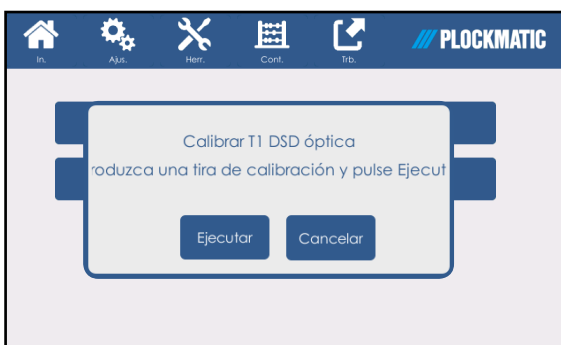 In.
Ajus.
Herr.
Cont.
Trb.
PLOCKMATIC
Calibrar T1 DSD óptica
roduzca una tira de calibración y pulse Ejecut
Ejecutar
Cancelar